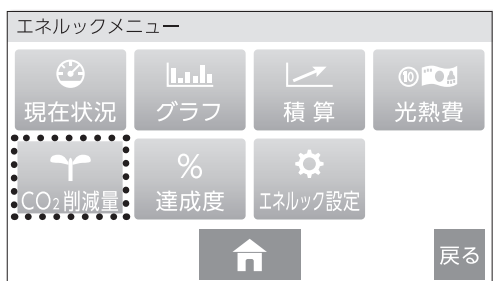 エネルックメニュー
現在状況
グラフ
積算
⑩
光熱費
CO2削減量
%
達成度
エネルック設定
戻る